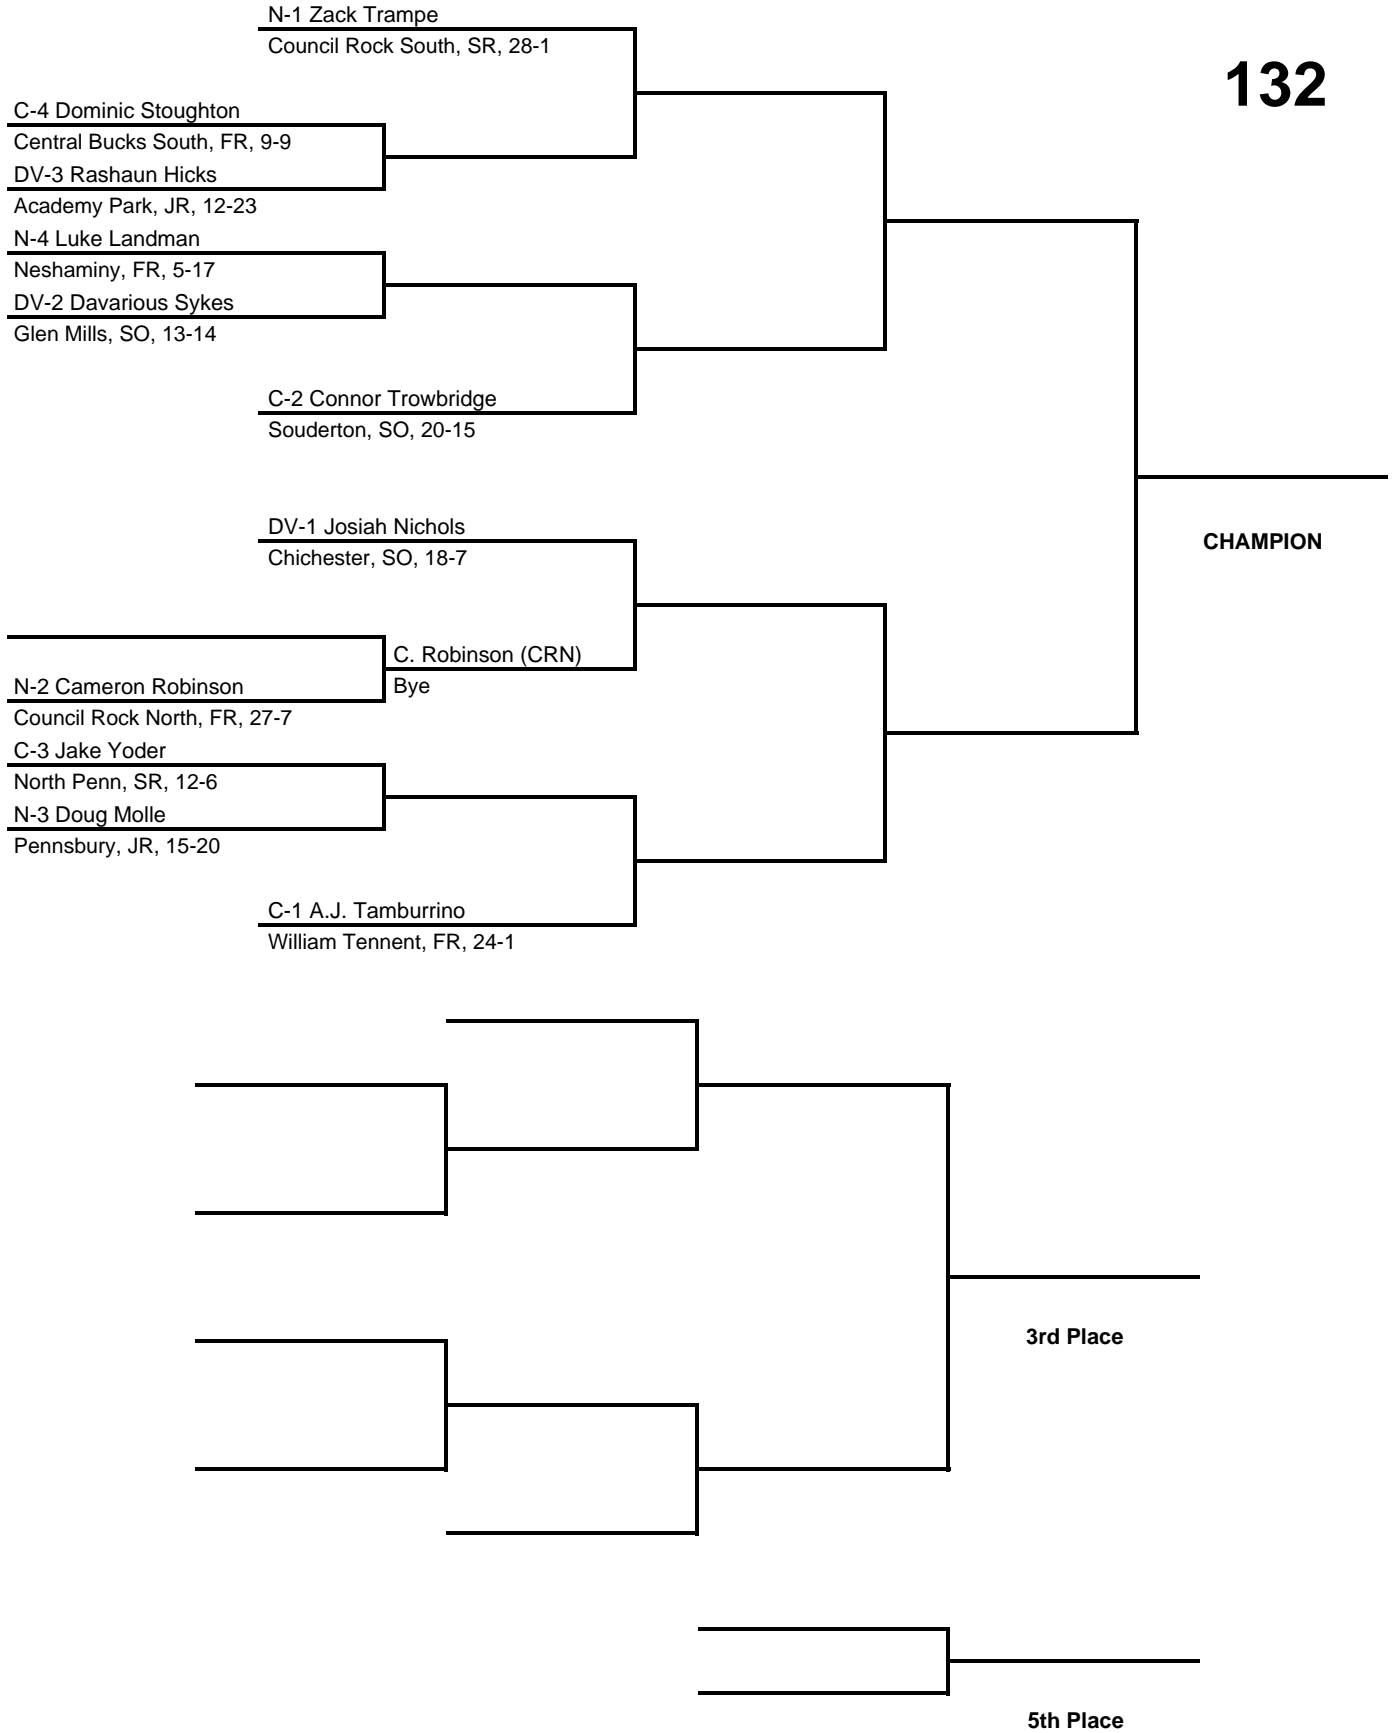 N-1 Zack Trampe
Council Rock South, SR, 28-1
132
C-4 Dominic Stoughton
Central Bucks South, FR, 9-9
DV-3 Rashaun Hicks
Academy Park, JR, 12-23
N-4 Luke Landman
Neshaminy, FR, 5-17
DV-2 Davarious Sykes
Glen Mills, SO, 13-14
C-2 Connor Trowbridge
Souderton, SO, 20-15
DV-1 Josiah Nichols
Chichester, SO, 18-7
CHAMPION
C. Robinson (CRN)
Bye
N-2 Cameron Robinson
Council Rock North, FR, 27-7
C-3 Jake Yoder
North Penn, SR, 12-6
N-3 Doug Molle
Pennsbury, JR, 15-20
C-1 A.J. Tamburrino
William Tennent, FR, 24-1
3rd Place
5th Place